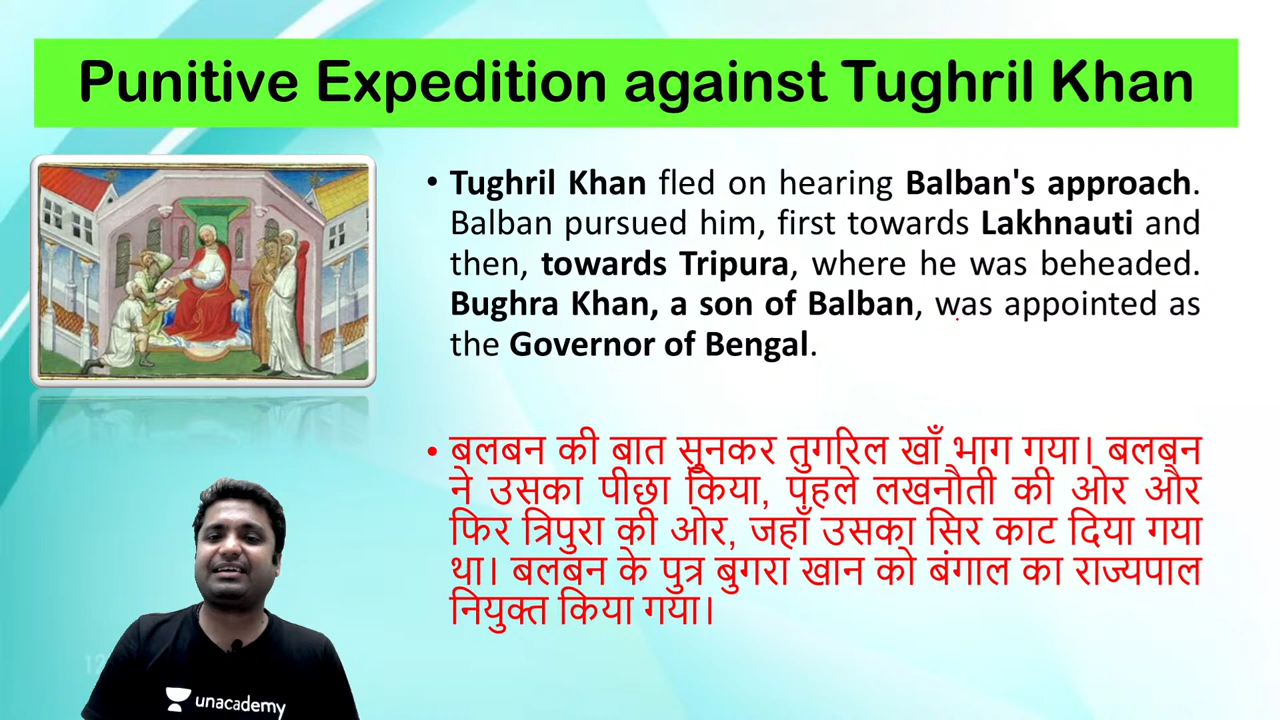 Punitive Expedition against Tughril Khan
• Tughril Khan fled on hearing Balban's approach.
Balban pursued him, first towards Lakhnauti and
then, towards Tripura, where he was beheaded.
Bughra Khan, a son of Balban, was appointed as
the Governor of Bengal.
• बलबन की बात सुनकर तुगरिल खाँ भाग गया। बलबन
ने उसका पीछा किया, पहले लखनौती की ओर और
फिर त्रिपुरा की ओर, जहाँ उसका सिर काट दिया गया
था। बलबन के पुत्र बुगरा खान को बंगाल का राज्यपाल
नियुक्त किया गया।
unacademy